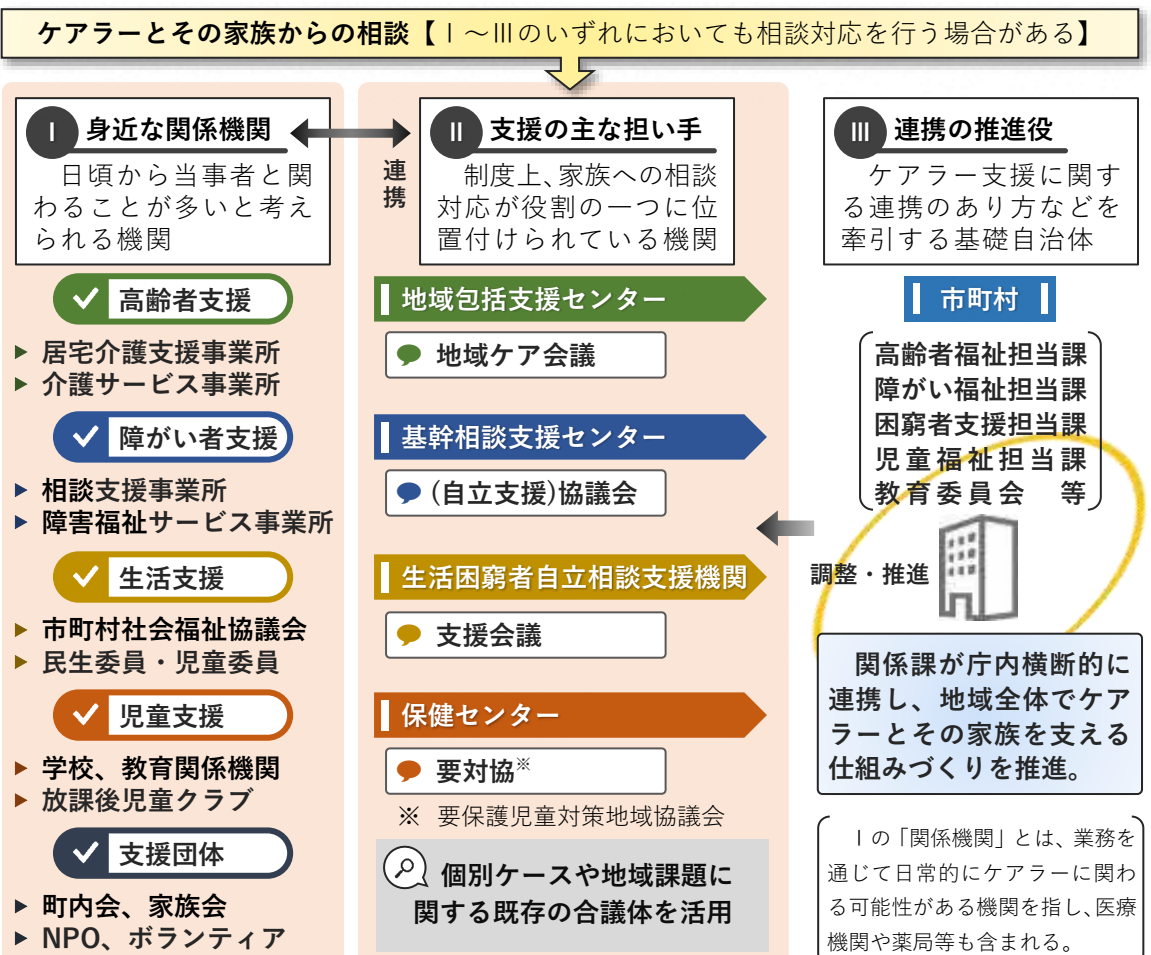 ケアラーとその家族からの相談【Ⅰ～Ⅲのいずれにおいても相談対応を行う場合がある】
Ⅰ 身近な関係機関
日頃から当事者と関
わることが多いと考え
られる機関
連携
Ⅱ 支援の主な担い手
制度上、家族への相談
対応が役割の一つに位
置付けられている機関
Ⅲ 連携の推進役
ケアラー支援に関す
る連携のあり方などを
牽引する基礎自治体
高齢者支援
▶ 居宅介護支援事業所
▶ 介護サービス事業所
障がい者支援
▶ 相談支援事業所
▶ 障害福祉サービス事業所
生活支援
▶ 市町村社会福祉協議会
▶ 民生委員・児童委員
児童支援
▶ 学校、教育関係機関
▶ 放課後児童クラブ
支援団体
▶ 町内会、家族会
▶ NPO、ボランティア
地域包括支援センター
地域ケア会議
基幹相談支援センター
(自立支援)協議会
生活困窮者自立相談支援機関
支援会議
保健センター
要対協※
※ 要保護児童対策地域協議会
個別ケースや地域課題に
関する既存の合議体を活用
市町村
高齢者福祉担当課
障がい福祉担当課
困窮者支援担当課
児童福祉担当課
教育委員会 等
調整・推進
関係課が庁内横断的に
連携し、地域全体でケア
ラーとその家族を支える
仕組みづくりを推進。
Ⅰの「関係機関」とは、業務を
通じて日常的にケアラーに関わ
る可能性がある機関を指し、医療
機関や薬局等も含まれる。